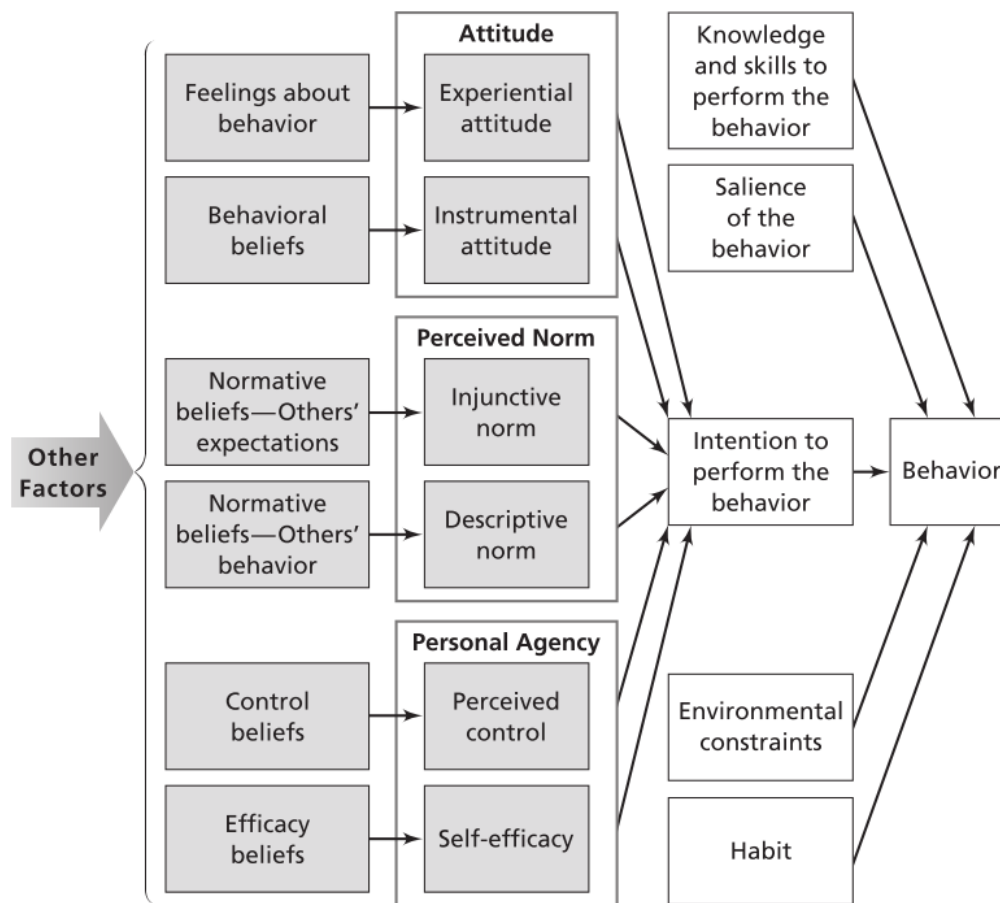 Other
Factors
Feelings about
behavior
Behavioral
beliefs
Normative
beliefs—Others’
expectations
Normative
beliefs—Others’
behavior
Control
beliefs
Efficacy
beliefs
Attitude
Experiential
attitude
Instrumental
attitude
Perceived Norm
Injunctive
norm
Descriptive
norm
Personal Agency
Perceived
control
Self-efficacy
Knowledge
and skills to
perform the
behavior
Salience
of the
behavior
Intention to
perform the
behavior
Environmental
constraints
Habit
Behavior